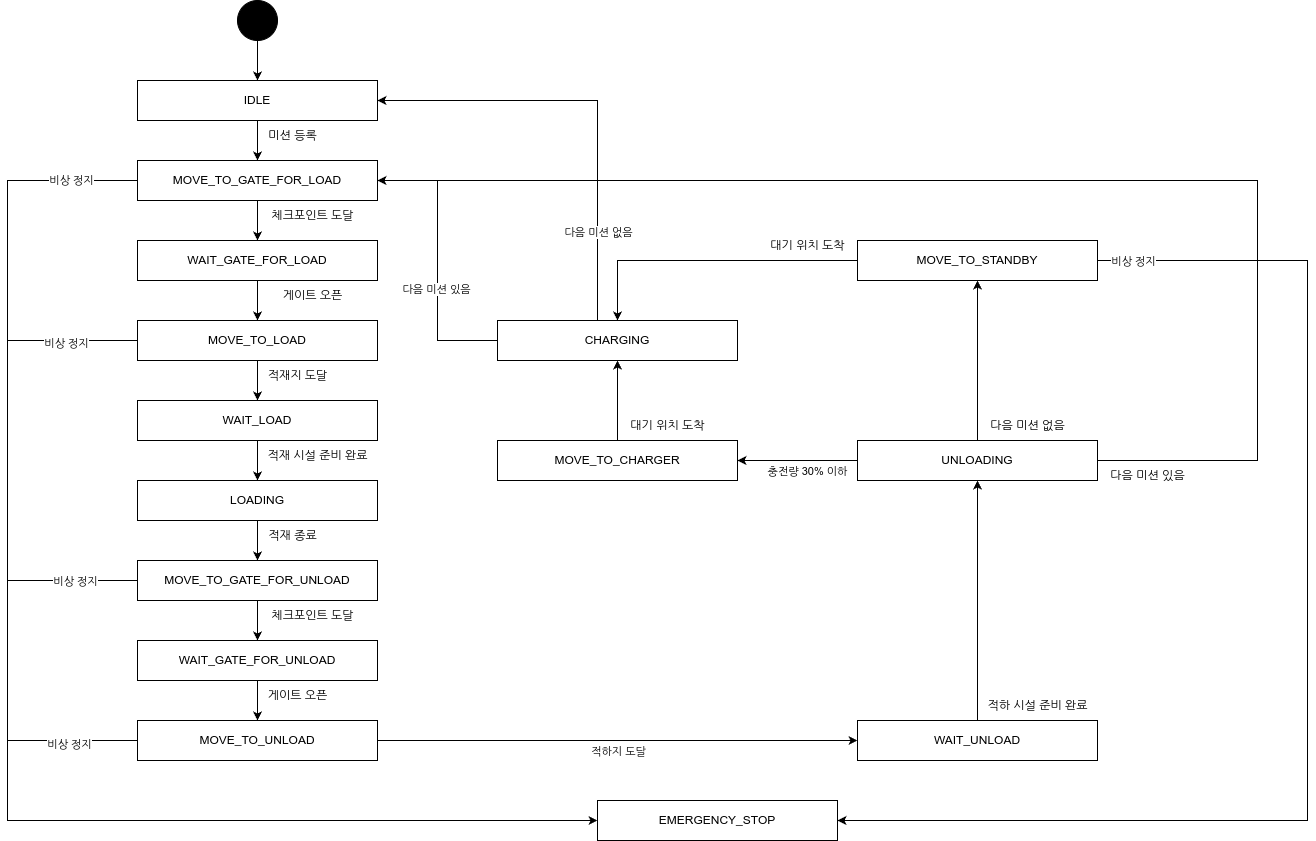 IDLE
미션 등록
비상 정지
MOVE_TO_GATE_FOR_LOAD
체크포인트 도달
다음 미션 없음
대기 위치 도착
WAIT_GATE_FOR_LOAD
MOVE_TO_STANDBY
비상 정지
게이트 오픈
다음 미션 있음
비상 정지
MOVE_TO_LOAD
CHARGING
적재지 도달
WAIT_LOAD
대기 위치 도착
다음 미션 없음
적재 시설 준비 완료
MOVE_TO_CHARGER
충전량 30% 이하
UNLOADING
다음 미션 있음
LOADING
적재 종료
비상 정지
MOVE_TO_GATE_FOR_UNLOAD
체크포인트 도달
WAIT_GATE_FOR_UNLOAD
게이트 오픈
적하 시설 준비 완료
비상 정지
MOVE_TO_UNLOAD
적하지 도달
WAIT_UNLOAD
EMERGENCY_STOP